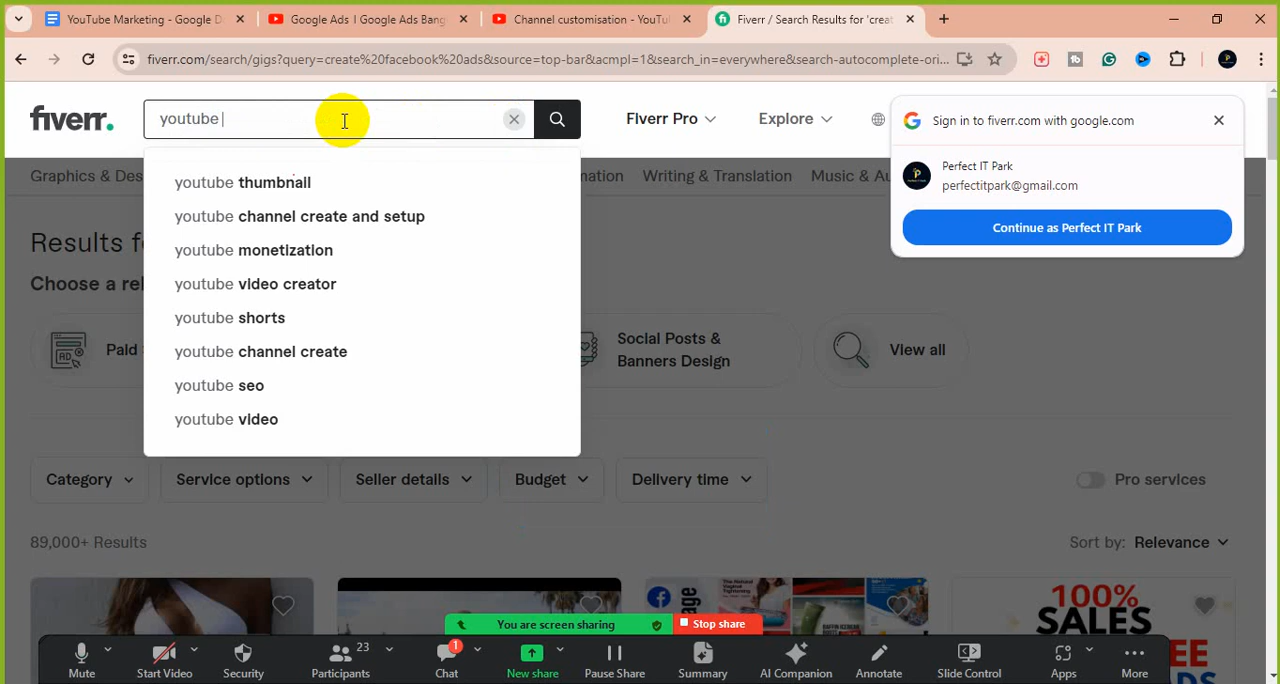 YouTube Marketing - Google D
Google Ads I Google Ads Bang
Channel customisation - YouTu
Fiverr / Search Results for 'creat
fiverr.com/search/gigs?query=create%20facebook%20ads&source=top-bar&acmpl=1&search_in=everywhere&search-autocomplete-ori...
fiverr.
youtube
Fiverr Pro
Explore
Sign in to fiverr.com with google.com
Perfect IT Park
perfectitpark@gmail.com
Continue as Perfect IT Park
Graphics & Des
mation
Writing & Translation
Music & Au
youtube thumbnail
youtube channel create and setup
youtube monetization
youtube video creator
youtube shorts
youtube channel create
youtube seo
youtube video
Results f
Choose a rel
AD
Paid
Social Posts &
Banners Design
View all
Category
Service options
Seller details
Budget
Delivery time
Pro services
89,000+ Results
Sort by: Relevance
100%
SALES
You are screen sharing
Stop share
Mute
Start Video
Security
23
Participants
1
Chat
New share
Pause Share
Summary
AI Companion
Annotate
Slide Control
Apps
More